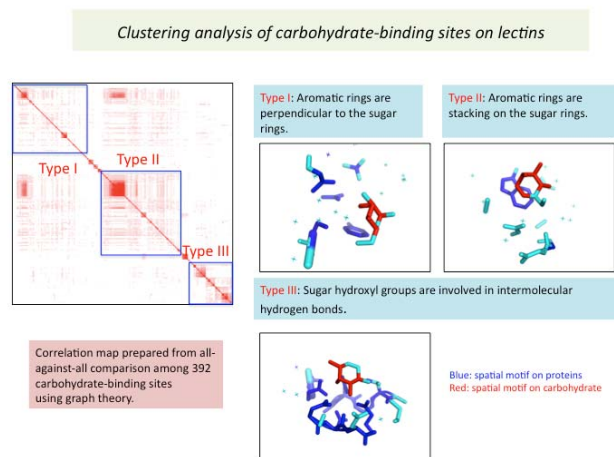 Clustering analysis of carbohydrate-binding sites on lectins
Type I
Type II
Type III
Type I: Aromatic rings are
perpendicular to the sugar
rings.
Type II: Aromatic rings are
stacking on the sugar rings.
Type III: Sugar hydroxyl groups are involved in intermolecular
hydrogen bonds.
Correlation map prepared from all-
against-all comparison among 392
carbohydrate-binding sites
using graph theory.
Blue: spatial motif on proteins
Red: spatial motif on carbohydrate